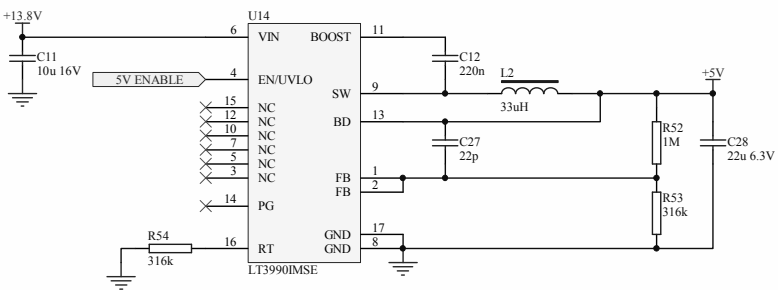 +13.8V
U14
6
VIN
BOOST
11
C11
10u 16V
C12
220n
5V ENABLE
4
EN/UVLO
SW
9
L2
33uH
+5V
15
NC
12
NC
10
NC
7
NC
5
NC
3
NC
BD
13
C27
22p
R52
1M
C28
22u 6.3V
FB
1
FB
2
14
PG
R53
316k
R54
316k
16
RT
GND
17
GND
8
LT3990IMSE